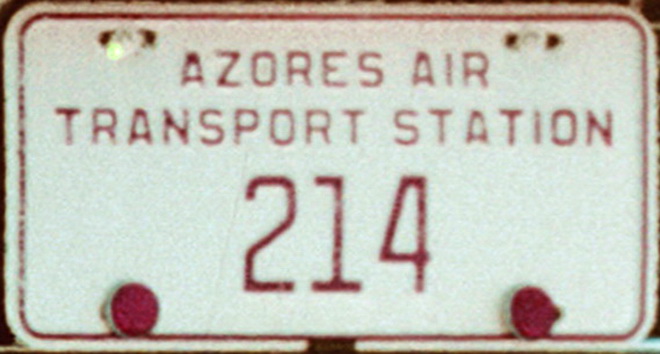 AZORES AIR
TRANSPORT STATION
214